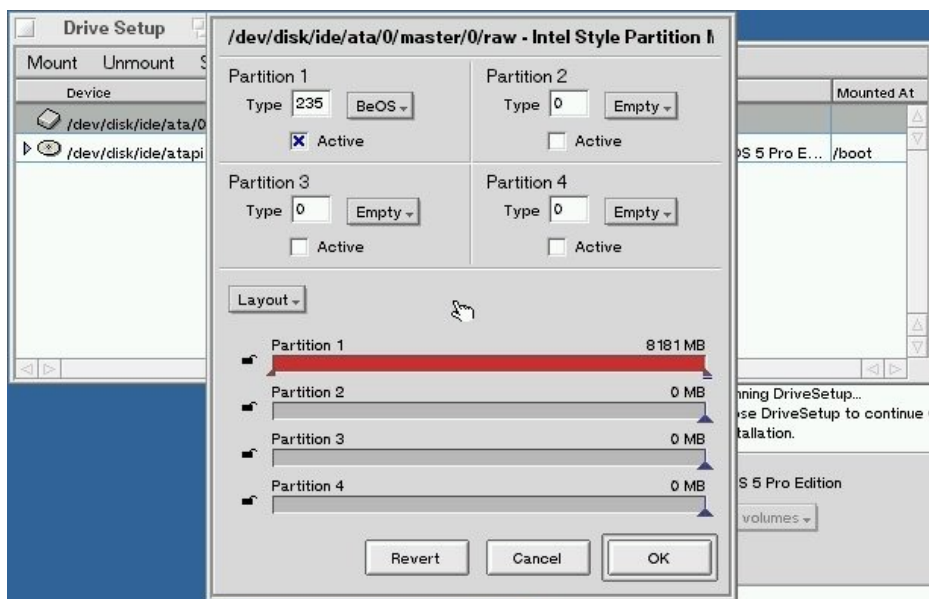 Drive Setup
Mount Unmount
Device
/dev/disk/ide/ata/0
/dev/disk/ide/atapi
/dev/disk/ide/ata/0/master/0/raw - Intel Style Partition
Partition 1
Type 235 BeOS
Active
Partition 2
Type 0 Empty
Active
Partition 3
Type 0 Empty
Active
Partition 4
Type 0 Empty
Active
Layout
Partition 1 8181 MB
Partition 2 0 MB
Partition 3 0 MB
Partition 4 0 MB
Revert Cancel OK
Mounted At
OS 5 Pro E... /boot
nning DriveSetup...
ose DriveSetup to continue
tallation.
S 5 Pro Edition
volumes